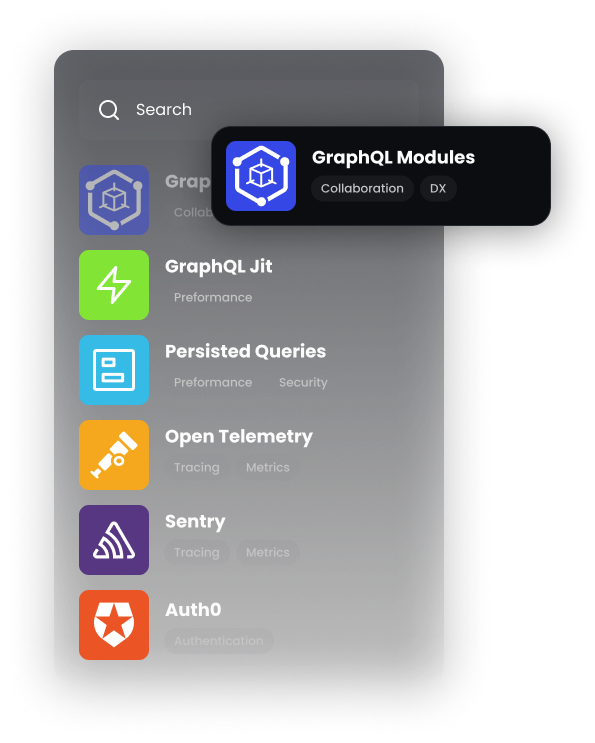 Search
GraphQL Modules
Collaboration DX
Grap
Collab
GraphQL Jit
Preformance
Persisted Queries
Preformance Security
Open Telemetry
Tracing Metrics
Sentry
Tracing Metrics
Auth0
Authentication